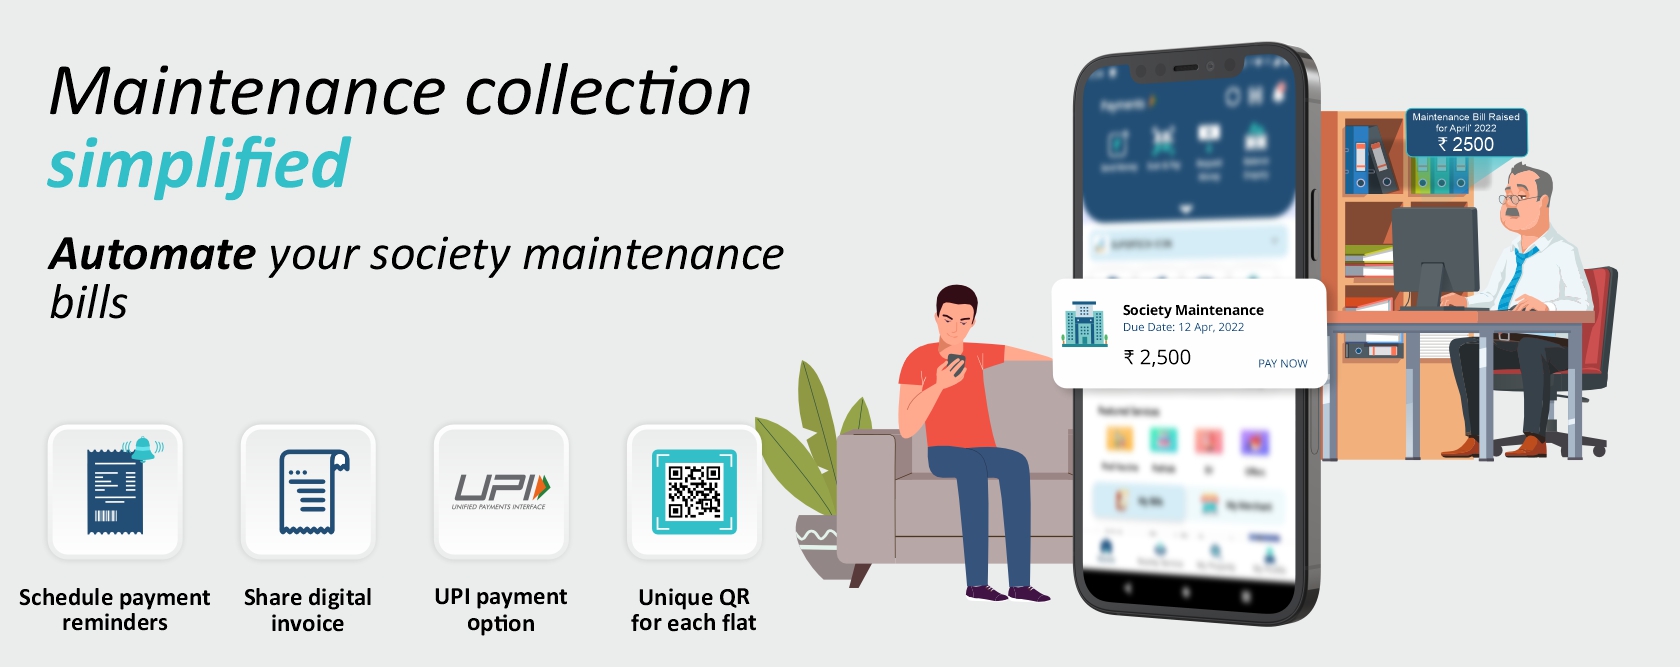 Maintenance collection
simplified
Automate your society maintenance
bills
Schedule payment
reminders
Share digital
invoice
UPI
UNIFIED PAYMENTS INTERFACE
UPI payment
option
Unique QR
for each flat
Payments
Society Maintenance
Due Date: 12 Apr, 2022
₹ 2,500
PAY NOW
Maintenance Bill Raised
for April' 2022
₹ 2500